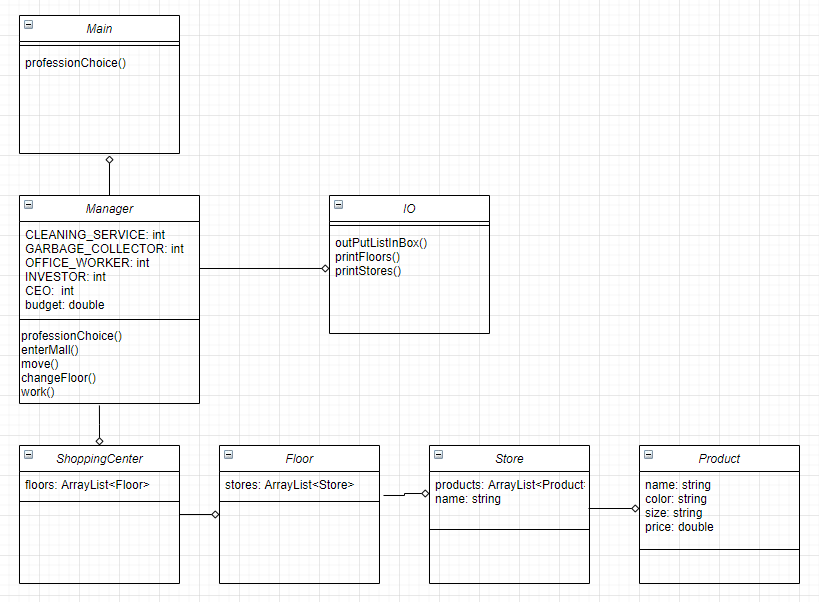 Main
professionChoice()
Manager
CLEANING_SERVICE: int
GARBAGE_COLLECTOR: int
OFFICE_WORKER: int
INVESTOR: int
CEO:  int
budget: double
professionChoice()
enterMall()
move()
changeFloor()
work()
IO
outPutListInBox()
printFloors()
printStores()
ShoppingCenter
floors: ArrayList<Floor>
Floor
stores: ArrayList<Store>
Store
products: ArrayList<Product
name: string
Product
name: string
color: string
size: string
price: double